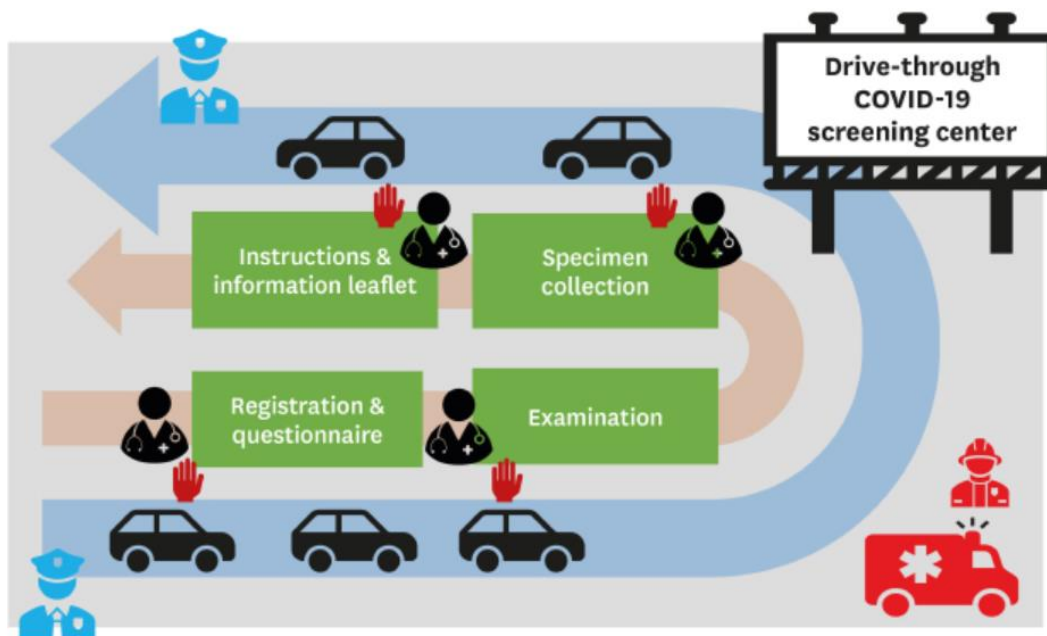 Drive-through
COVID-19
screening center
Instructions &
information leaflet
Specimen
collection
Registration &
questionnaire
Examination